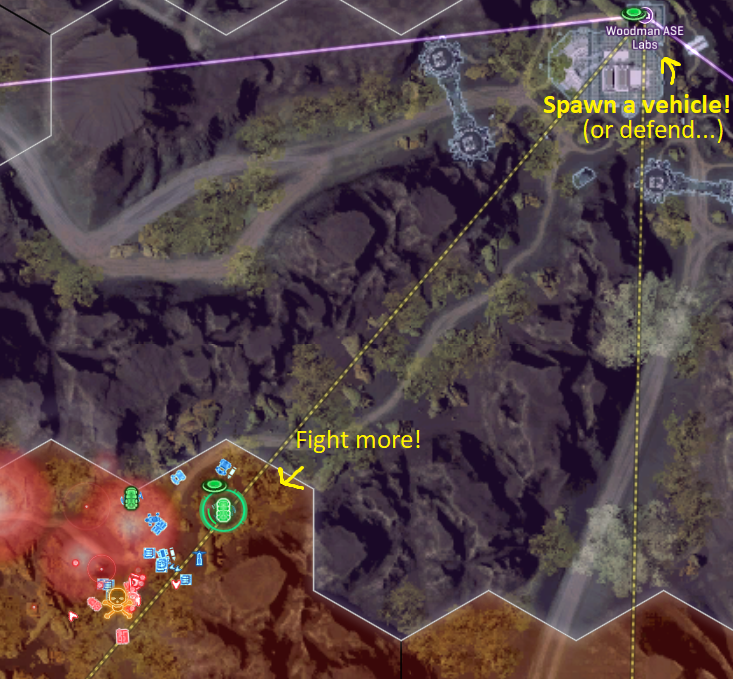 Woodman ASE
Labs
Spawn a vehicle!
(or defend...)
Fight more!